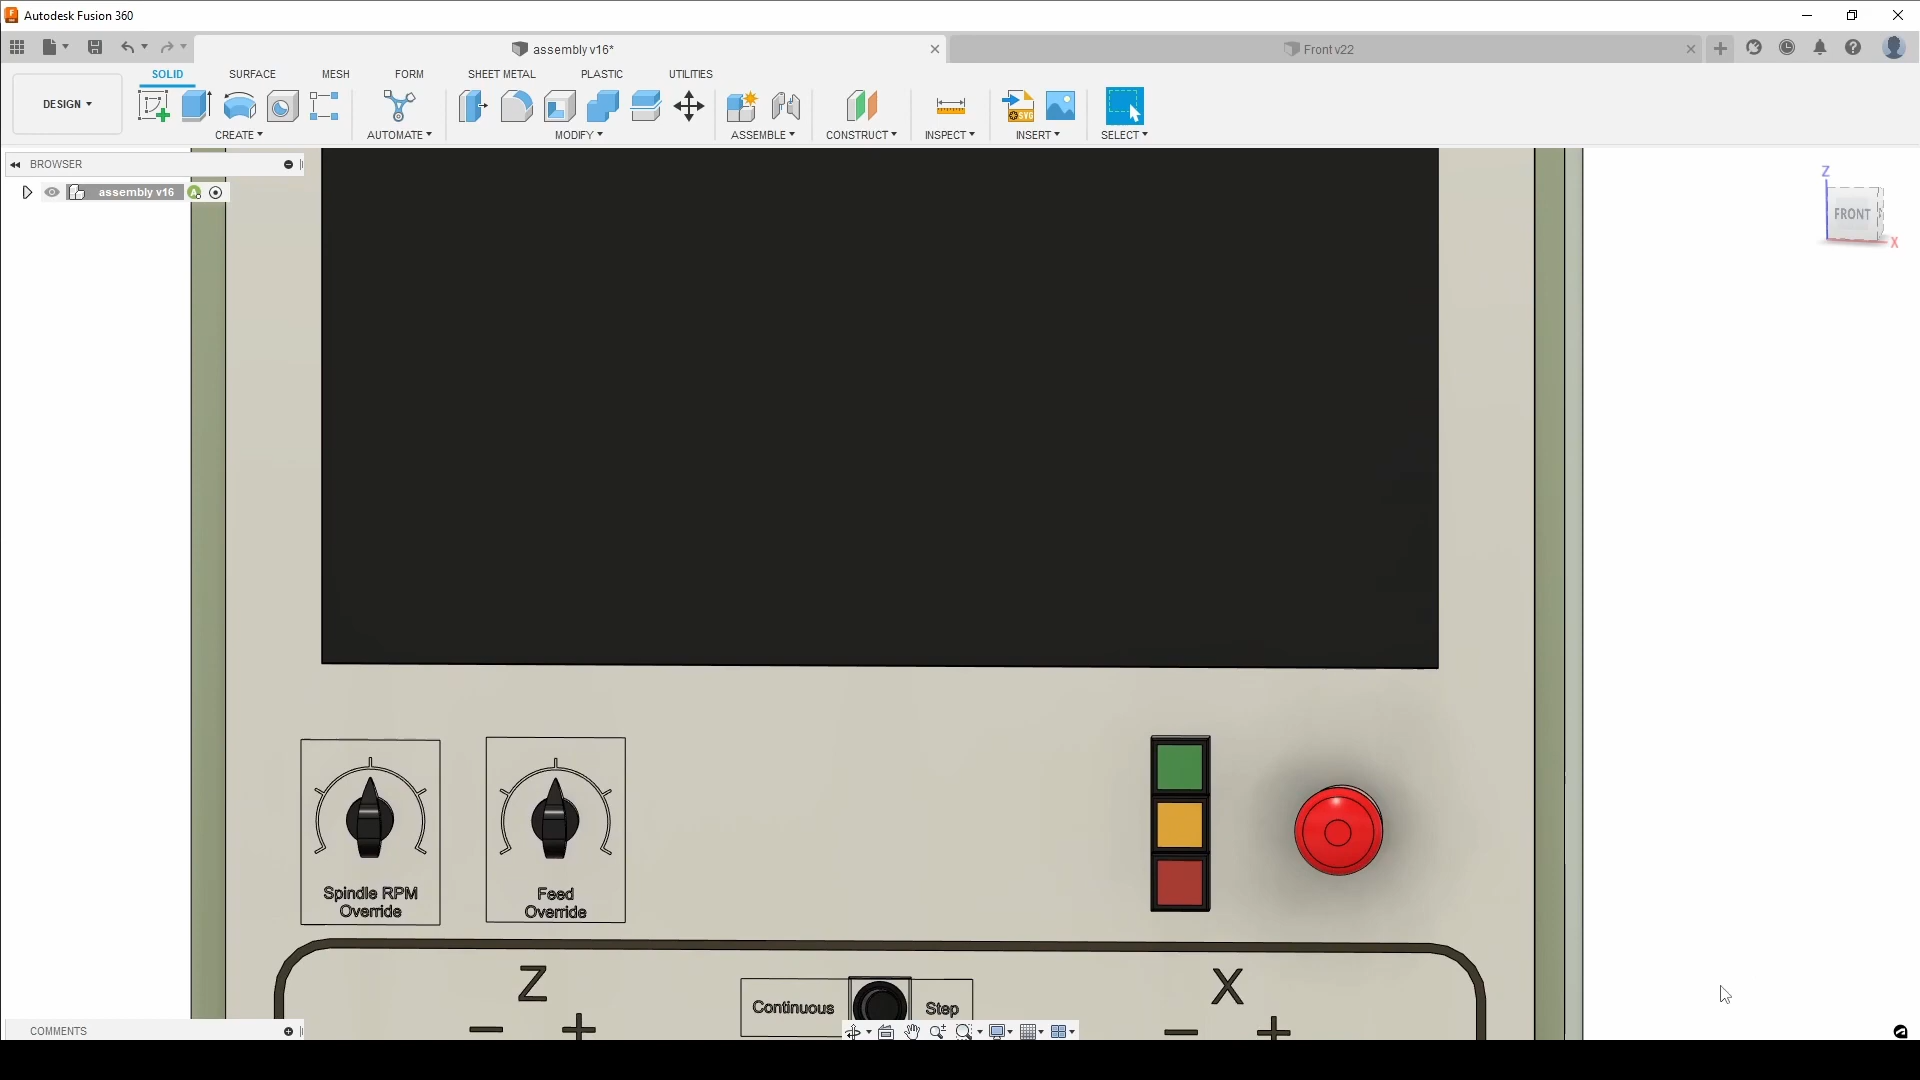 Autodesk Fusion 360
assembly v16*
Front v22
DESIGN
SOLID
SURFACE
MESH
FORM
SHEET METAL
PLASTIC
UTILITIES
CREATE
AUTOMATE
MODIFY
ASSEMBLE
CONSTRUCT
INSPECT
INSERT
SELECT
BROWSER
assembly v16
Z
FRONT
X
Spindle RPM
Override
Feed
Override
Z
X
Continuous
Step
− +
− +
COMMENTS